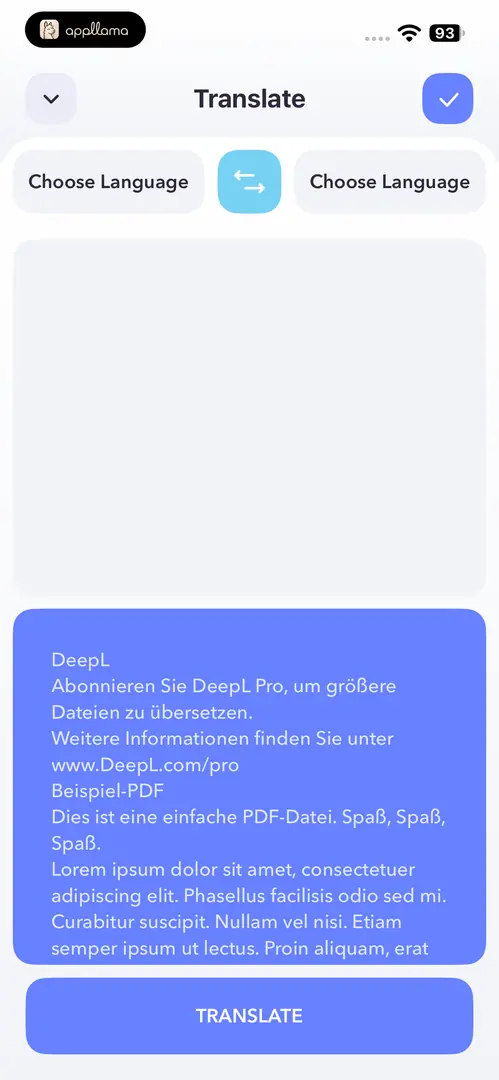 appllama
93
Translate
Choose Language
Choose Language
DeepL
Abonnieren Sie DeepL Pro, um größere
Dateien zu übersetzen.
Weitere Informationen finden Sie unter
www.DeepL.com/pro
Beispiel-PDF
Dies ist eine einfache PDF-Datei. Spaß, Spaß,
Spaß.
Lorem ipsum dolor sit amet, consectetuer
adipiscing elit. Phasellus facilisis odio sed mi.
Curabitur suscipit. Nullam vel nisi. Etiam
semper ipsum ut lectus. Proin aliquam, erat
TRANSLATE